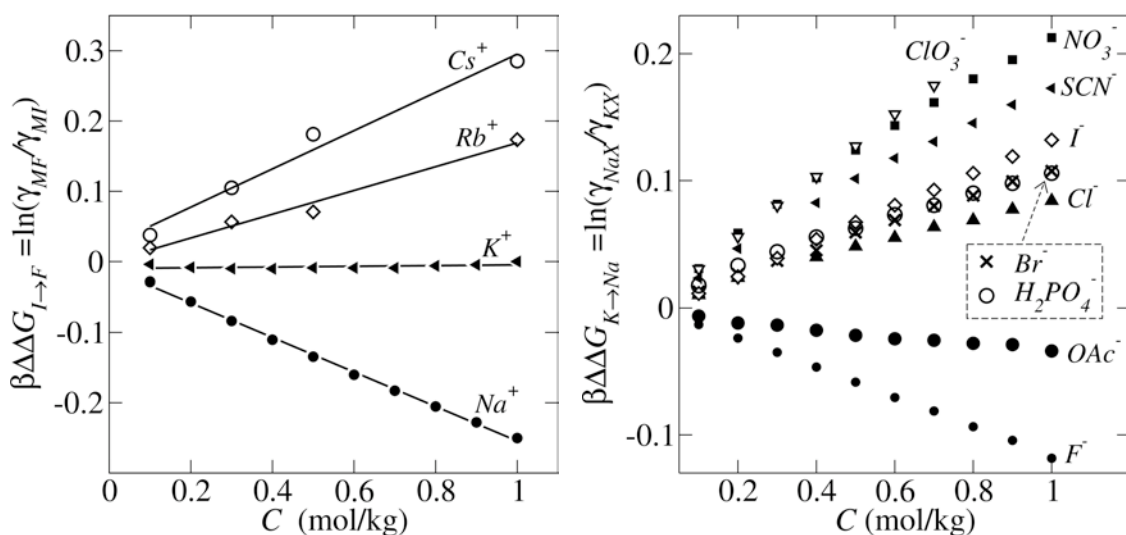 βΔΔG_{I→F} =ln(γ_{MF}/γ_{MI})
0.3
0.2
0.1
0
-0.1
-0.2
Cs⁺
Rb⁺
K⁺
Na⁺
0 0.2 0.4 0.6 0.8 1
C (mol/kg)
βΔΔG_{K→Na} =ln(γ_{NaX}/γ_{KX})
0.2
0.1
0
-0.1
ClO₃⁻
NO₃⁻
SCN⁻
I⁻
Cl⁻
Br⁻
H₂PO₄⁻
OAc⁻
F⁻
0.2 0.4 0.6 0.8 1
C (mol/kg)